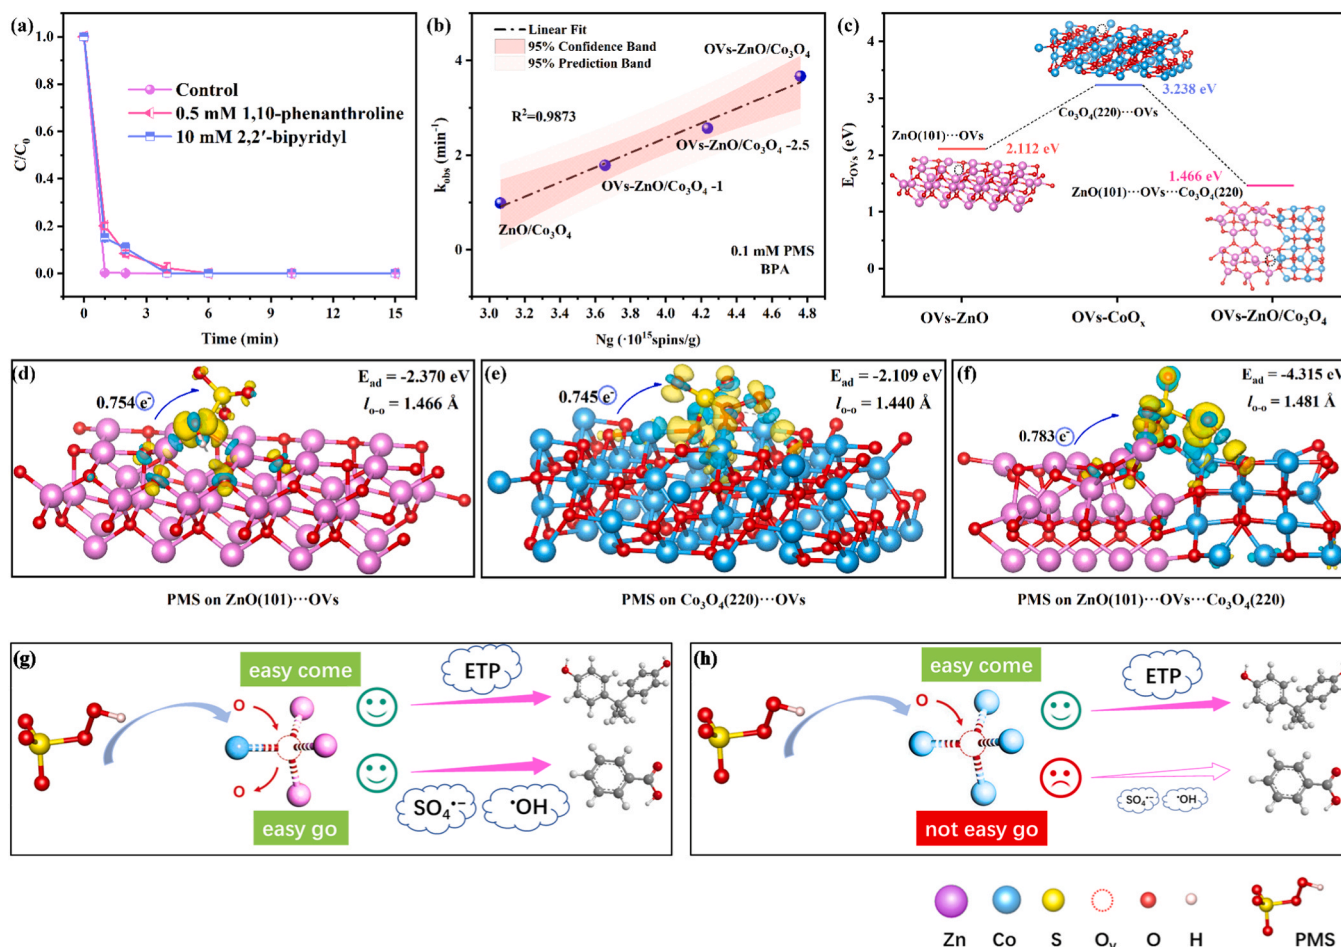 (a)
1.0
0.8
0.6
0.4
0.2
0.0
C/C₀
Control
0.5 mM 1,10-phenanthroline
10 mM 2,2′-bipyridyl
0 3 6 9 12 15
Time (min)
(b)
Linear Fit
95% Confidence Band
95% Prediction Band
R²=0.9873
OVs-ZnO/Co₃O₄
OVs-ZnO/Co₃O₄ -2.5
OVs-ZnO/Co₃O₄ -1
ZnO/Co₃O₄
0.1 mM PMS
BPA
4
2
0
k_obs (min⁻¹)
3.0 3.2 3.4 3.6 3.8 4.0 4.2 4.4 4.6 4.8
Ng (·10¹⁵spins/g)
(c)
4
3
2
1
0
E_OVs (eV)
3.238 eV
Co₃O₄(220)···OVs
ZnO(101)···OVs
2.112 eV
1.466 eV
ZnO(101)···OVs···Co₃O₄(220)
OVs-ZnO OVs-CoOₓ OVs-ZnO/Co₃O₄
(d)
0.754 e⁻
E_ad = -2.370 eV
l_o-o = 1.466 Å
PMS on ZnO(101)···OVs
(e)
0.745 e⁻
E_ad = -2.109 eV
l_o-o = 1.440 Å
PMS on Co₃O₄(220)···OVs
(f)
0.783 e⁻
E_ad = -4.315 eV
l_o-o = 1.481 Å
PMS on ZnO(101)···OVs···Co₃O₄(220)
(g)
easy come
O
O
easy go
ETP
SO₄•⁻ •OH
(h)
easy come
O
not easy go
ETP
SO₄•⁻ •OH
Zn Co S Oᵥ O H PMS